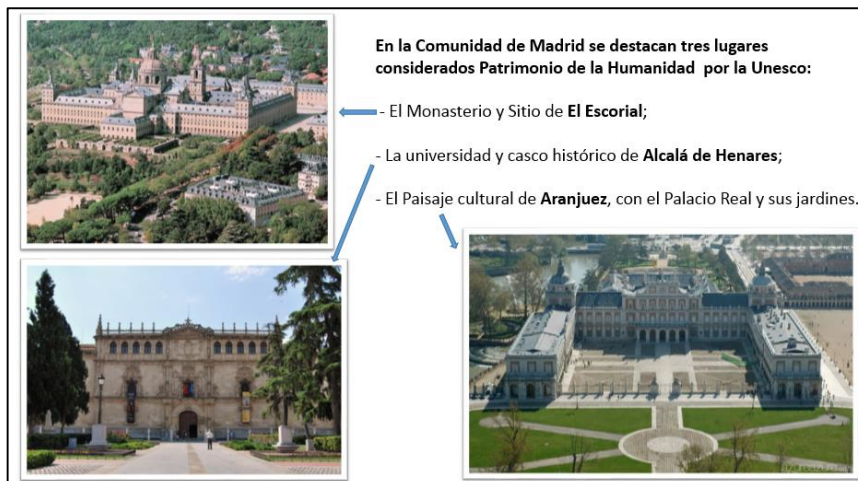 En la Comunidad de Madrid se destacan tres lugares
considerados Patrimonio de la Humanidad  por la Unesco:
- El Monasterio y Sitio de El Escorial;
- La universidad y casco histórico de Alcalá de Henares;
- El Paisaje cultural de Aranjuez, con el Palacio Real y sus jardines.